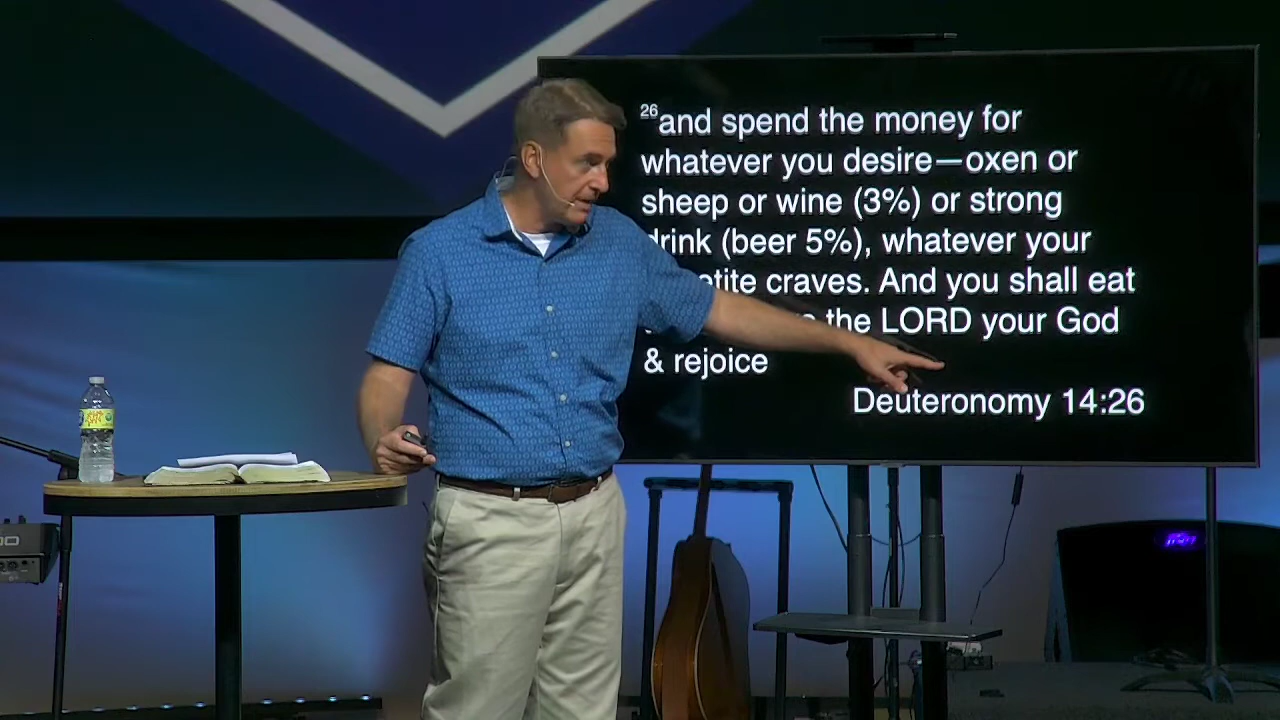 26and spend the money for
whatever you desire—oxen or
sheep or wine (3%) or strong
drink (beer 5%), whatever your
craves. And you shall eat
the LORD your God
& rejoice
Deuteronomy 14:26